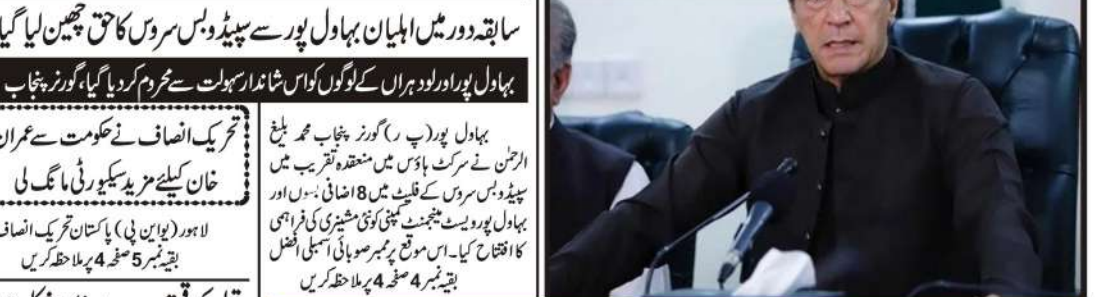 سابقہ دور میں اہلیان بہاول پور سے سپیڈو بس سروس کا حق چھین لیا گیا
بہاول پور اور لودہراں کے لوگوں کو اس شاندار سہولت سے محروم کر دیا گیا، گورنر پنجاب
بہاول پور (پ ر) گورنر پنجاب محمد بلیغ
الرحمٰن نے سرکٹ ہاؤس میں منعقدہ تقریب میں
سپیڈو بس سروس کے فلیٹ میں 8 اضافی بسوں اور
بہاول پور ویسٹ مینجمنٹ کمپنی کو نئی مشینری کی فراہمی
کا افتتاح کیا۔ اس موقع پر ممبر صوبائی اسمبلی افضل
بقیہ نمبر 4 صفحہ 4 پر ملاحظہ کریں
تحریک انصاف نے حکومت سے عمران
خان کیلئے مزید سیکیورٹی مانگ لی
لاہور (یو این پی) پاکستان تحریک انصاف
بقیہ نمبر 5 صفحہ 4 پر ملاحظہ کریں